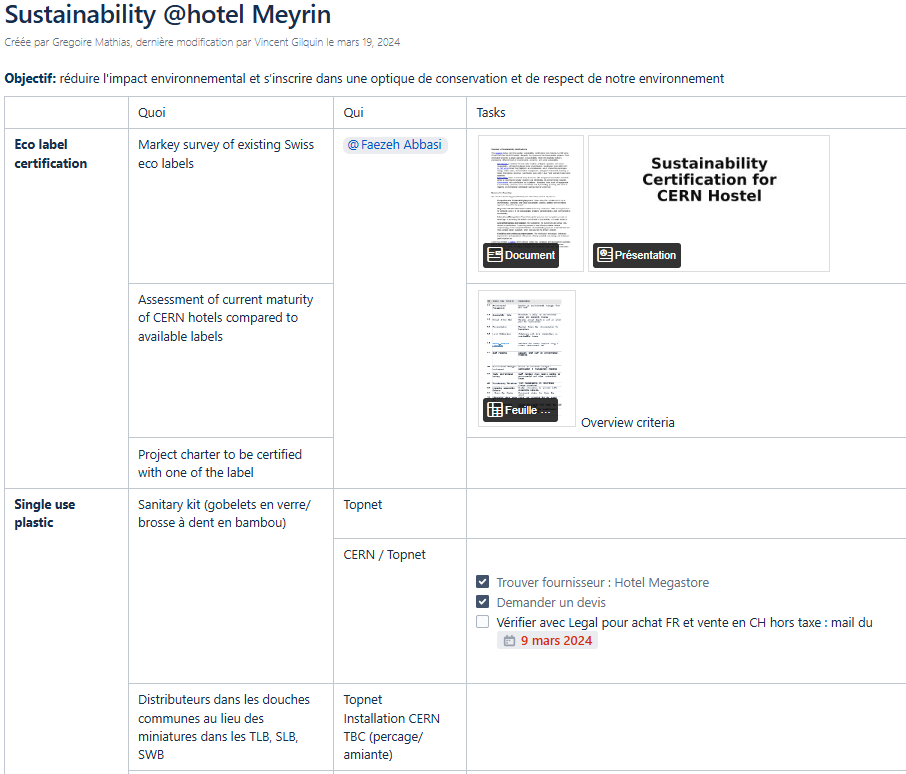 Sustainability @hotel Meyrin
Créée par Gregoire Mathias, dernière modification par Vincent Gilquin le mars 19, 2024
Objectif: réduire l'impact environnemental et s'inscrire dans une optique de conservation et de respect de notre environnement
Quoi
Qui
Tasks
Eco label
certification
Markey survey of existing Swiss
eco labels
@Faezeh Abbasi
Document
Sustainability
Certification for
CERN Hostel
Présentation
Assessment of current maturity
of CERN hotels compared to
available labels
Feuille ...
Overview criteria
Project charter to be certified
with one of the label
Single use
plastic
Sanitary kit (gobelets en verre/
brosse à dent en bambou)
Topnet
CERN / Topnet
Trouver fournisseur : Hotel Megastore
Demander un devis
Vérifier avec Legal pour achat FR et vente en CH hors taxe : mail du
9 mars 2024
Distributeurs dans les douches
communes au lieu des
miniatures dans les TLB, SLB,
SWB
Topnet
Installation CERN
TBC (percage/
amiante)